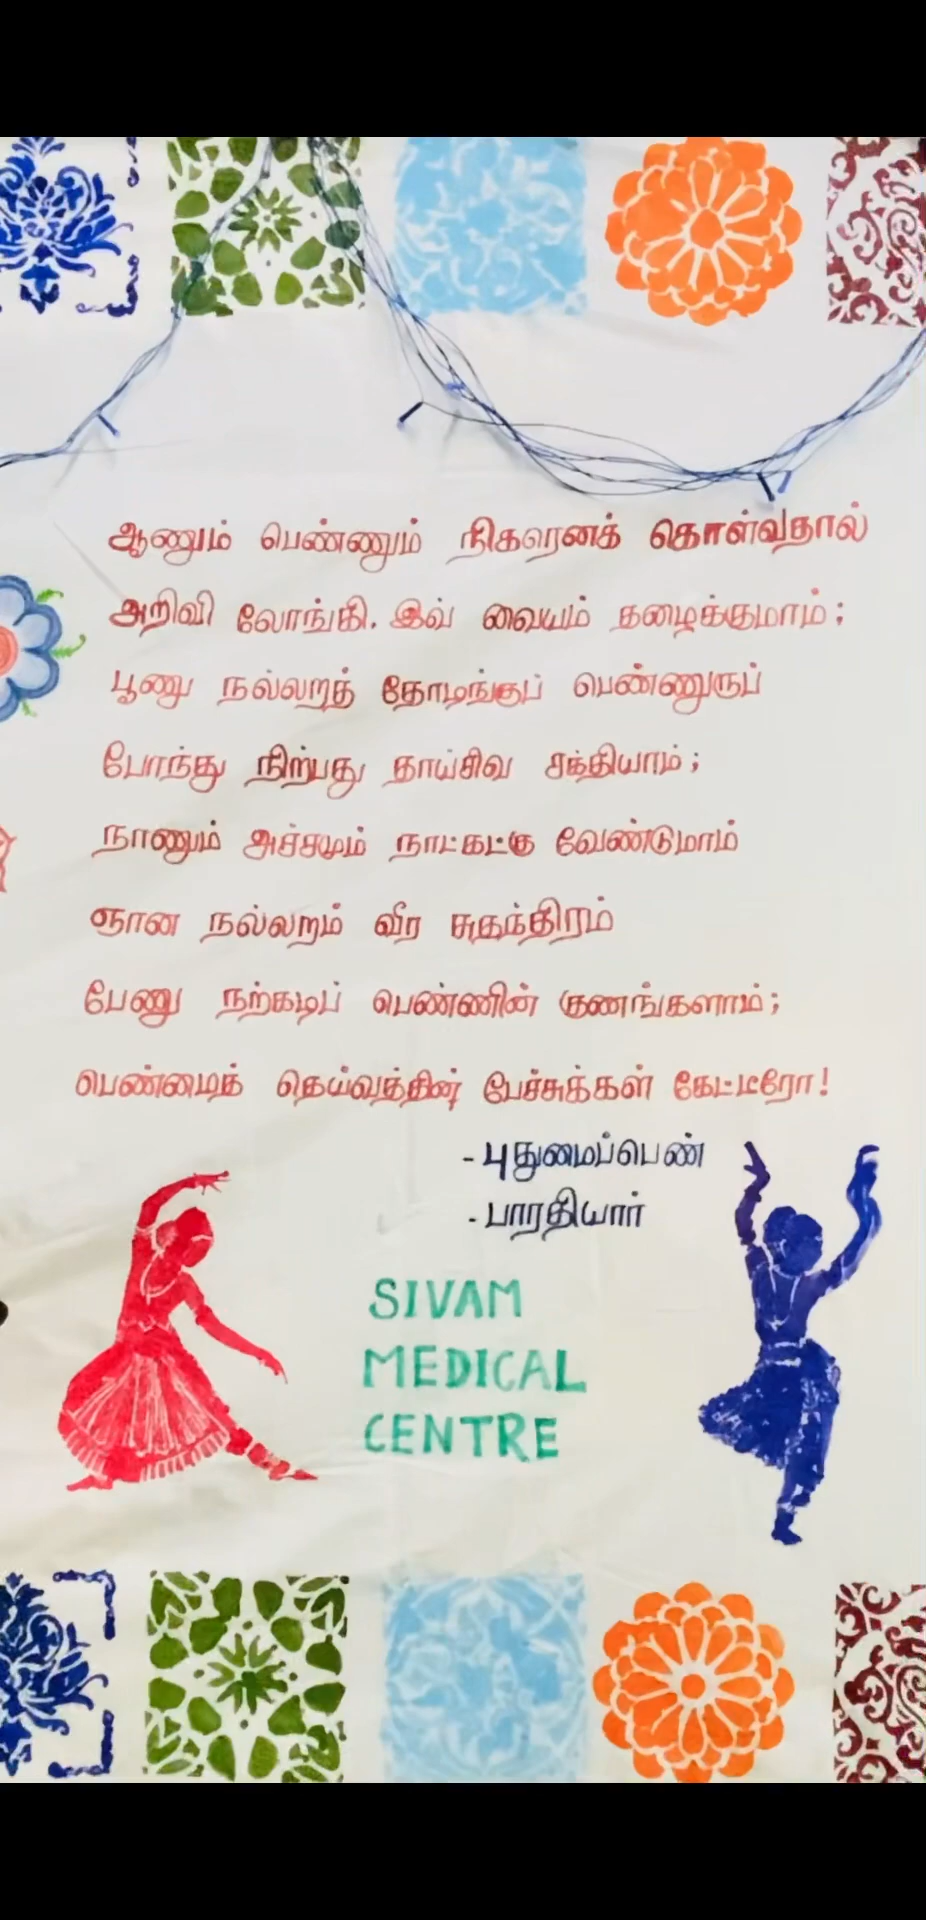 ஆணும் பெண்ணும் நிகரெனக் கொள்வதால்
அறிவி லோங்கி. இவ் வையம் தழைக்குமாம்;
பூணு நல்லறத் தோடிங்குப் பெண்ணுருப்
போந்து நிற்பது தாய்சிவ சக்தியாம்;
நாணும் அச்சமும் நாட்கட்கு வேண்டுமாம்
ஞான நல்லறம் வீர சுதந்திரம்
பேணு நற்கடிப் பெண்ணின் குணங்களாம்;
பெண்மைத் தெய்வத்தின் பேச்சுக்கள் கேட்டீரோ!
- புதுமைப்பெண்
- பாரதியார்
SIVAM
MEDICAL
CENTRE